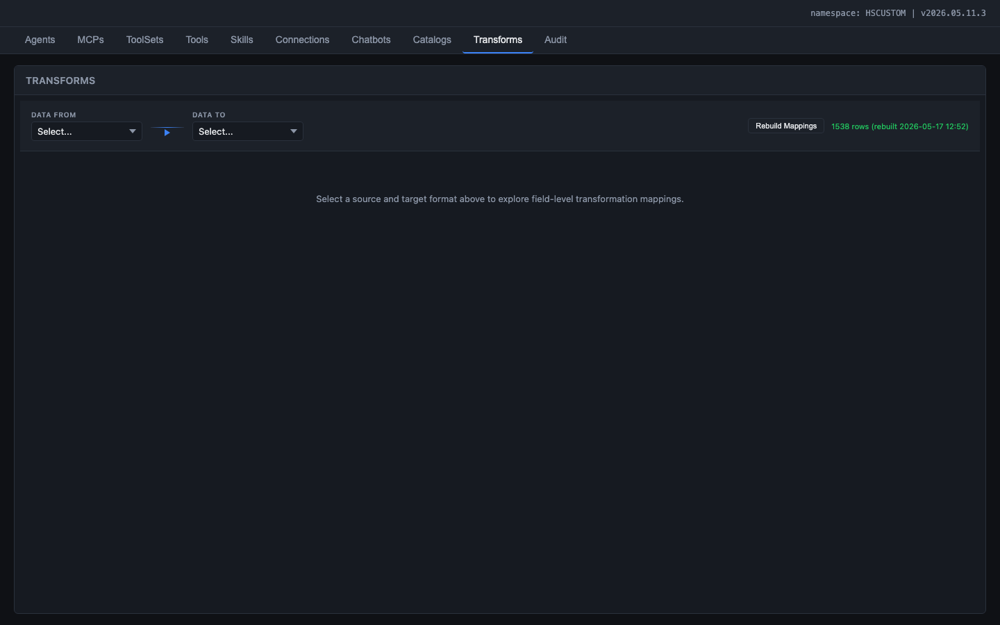 namespace: HSCUSTOM | v2026.05.11.3
Agents MCPs ToolSets Tools Skills Connections Chatbots Catalogs Transforms Audit
TRANSFORMS
DATA FROM DATA TO
Select... Select... Rebuild Mappings 1538 rows (rebuilt 2026-05-17 12:52)
Select a source and target format above to explore field-level transformation mappings.